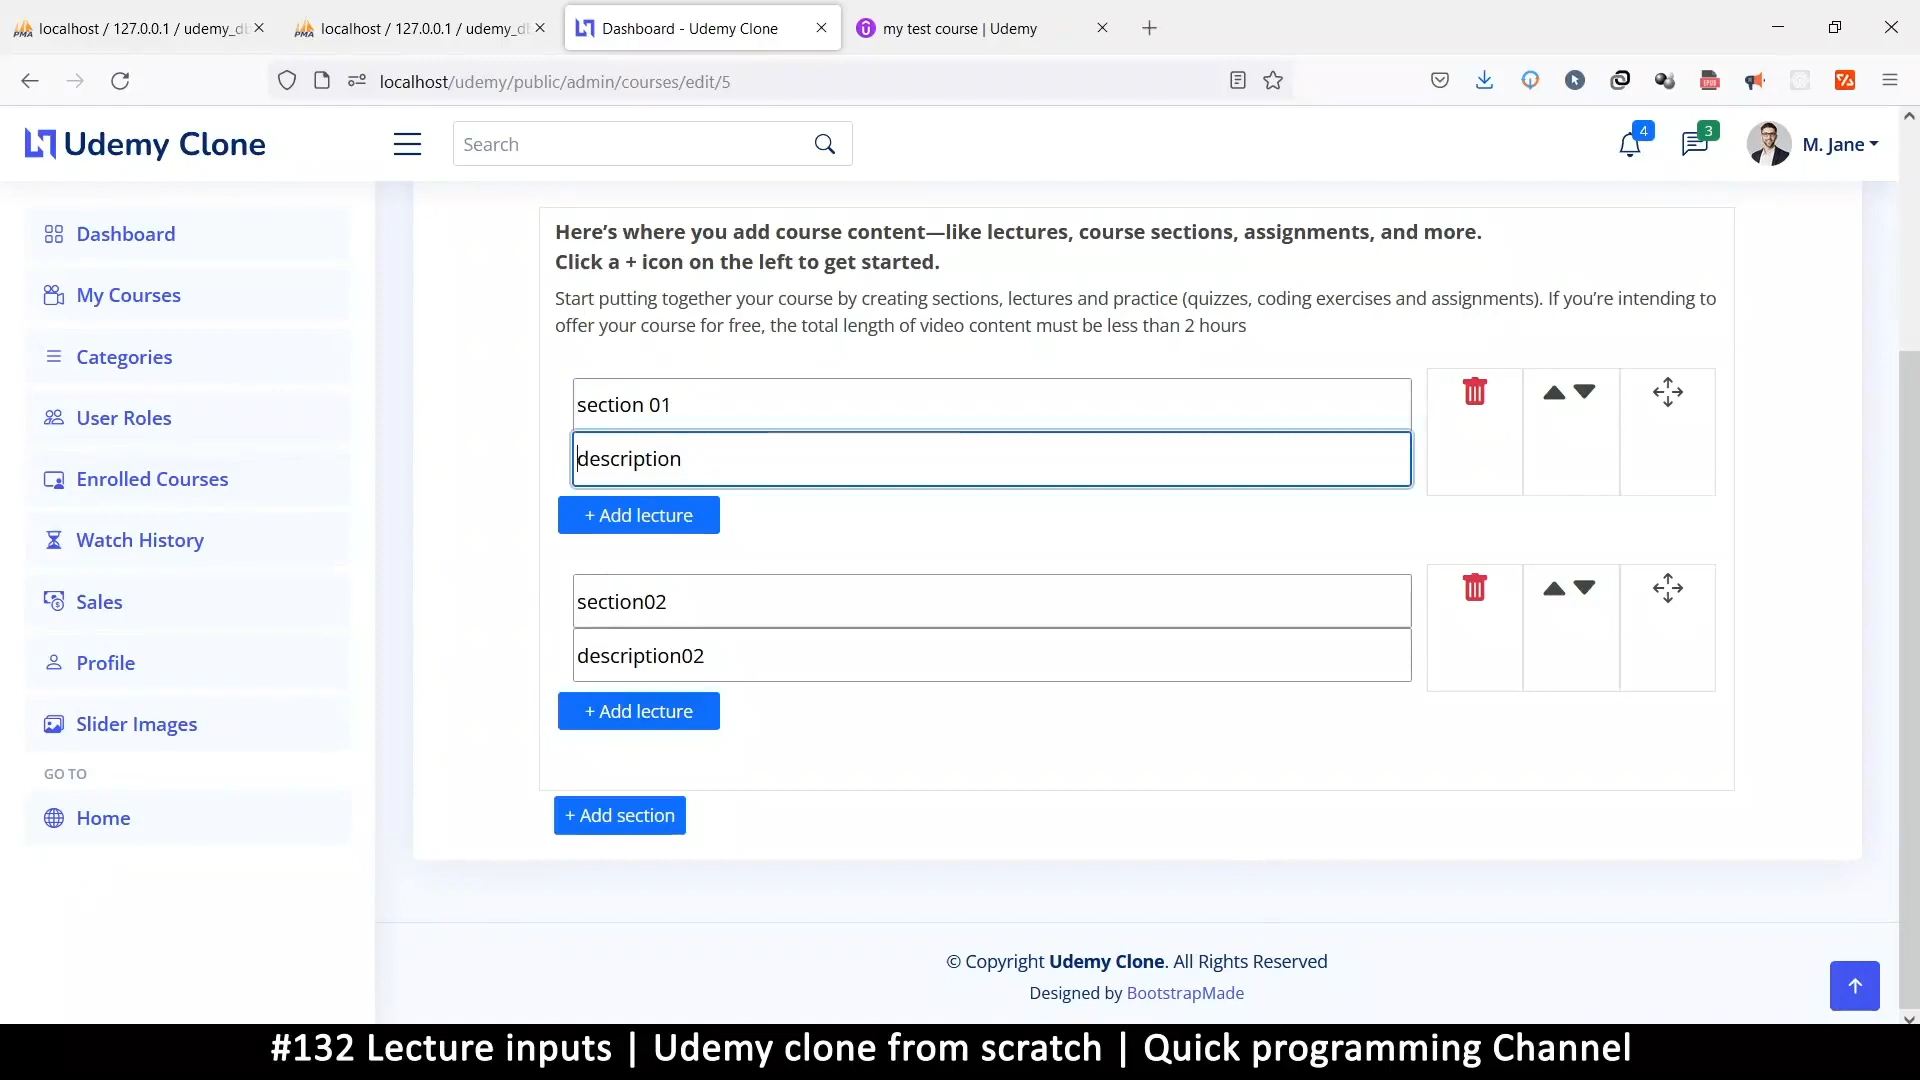 localhost / 127.0.0.1 / udemy_d
localhost / 127.0.0.1 / udemy_d
Dashboard - Udemy Clone
my test course | Udemy
localhost/udemy/public/admin/courses/edit/5
Udemy Clone
Search
4
3
M. Jane
Dashboard
My Courses
Categories
User Roles
Enrolled Courses
Watch History
Sales
Profile
Slider Images
GO TO
Home
Here’s where you add course content—like lectures, course sections, assignments, and more.
Click a + icon on the left to get started.
Start putting together your course by creating sections, lectures and practice (quizzes, coding exercises and assignments). If you’re intending to
offer your course for free, the total length of video content must be less than 2 hours
section 01
description
+ Add lecture
section02
description02
+ Add lecture
+ Add section
© Copyright Udemy Clone. All Rights Reserved
Designed by BootstrapMade
#132 Lecture inputs | Udemy clone from scratch | Quick programming Channel